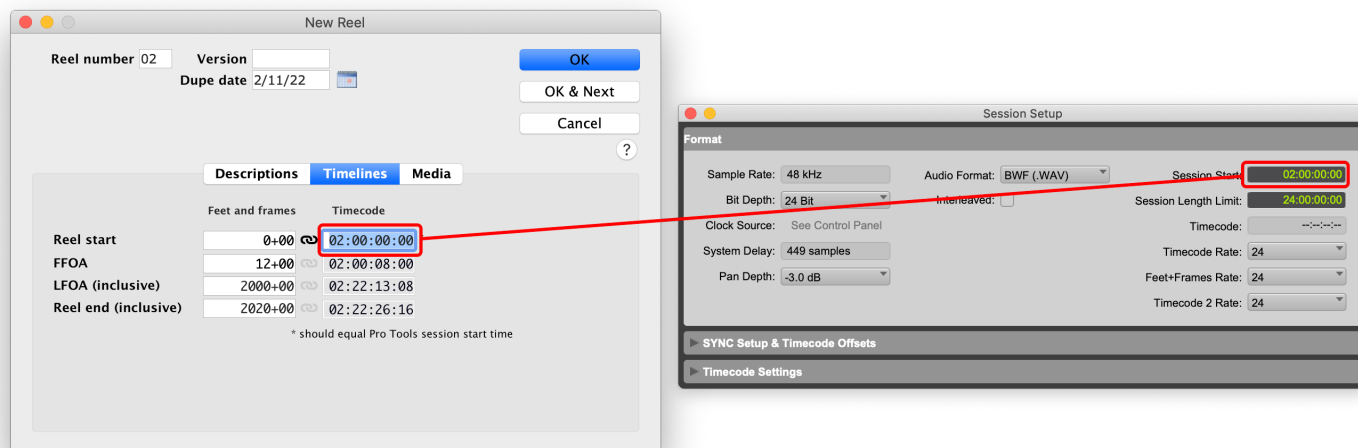 New Reel
Reel number 02 Version
Dupe date 2/11/22
OK
OK & Next
Cancel
?
Descriptions Timelines Media
Feet and frames Timecode
Reel start 0+00 02:00:00:00
FFOA 12+00 02:00:08:00
LFOA (inclusive) 2000+00 02:22:13:08
Reel end (inclusive) 2020+00 02:22:26:16
* should equal Pro Tools session start time
Session Setup
Format
Sample Rate: 48 kHz Audio Format: BWF (.WAV) Session Start: 02:00:00:00
Bit Depth: 24 Bit Interleaved: Session Length Limit: 24:00:00:00
Clock Source: See Control Panel Timecode: --:--:--:--
System Delay: 449 samples Timecode Rate: 24
Pan Depth: -3.0 dB Feet+Frames Rate: 24
Timecode 2 Rate: 24
SYNC Setup & Timecode Offsets
Timecode Settings